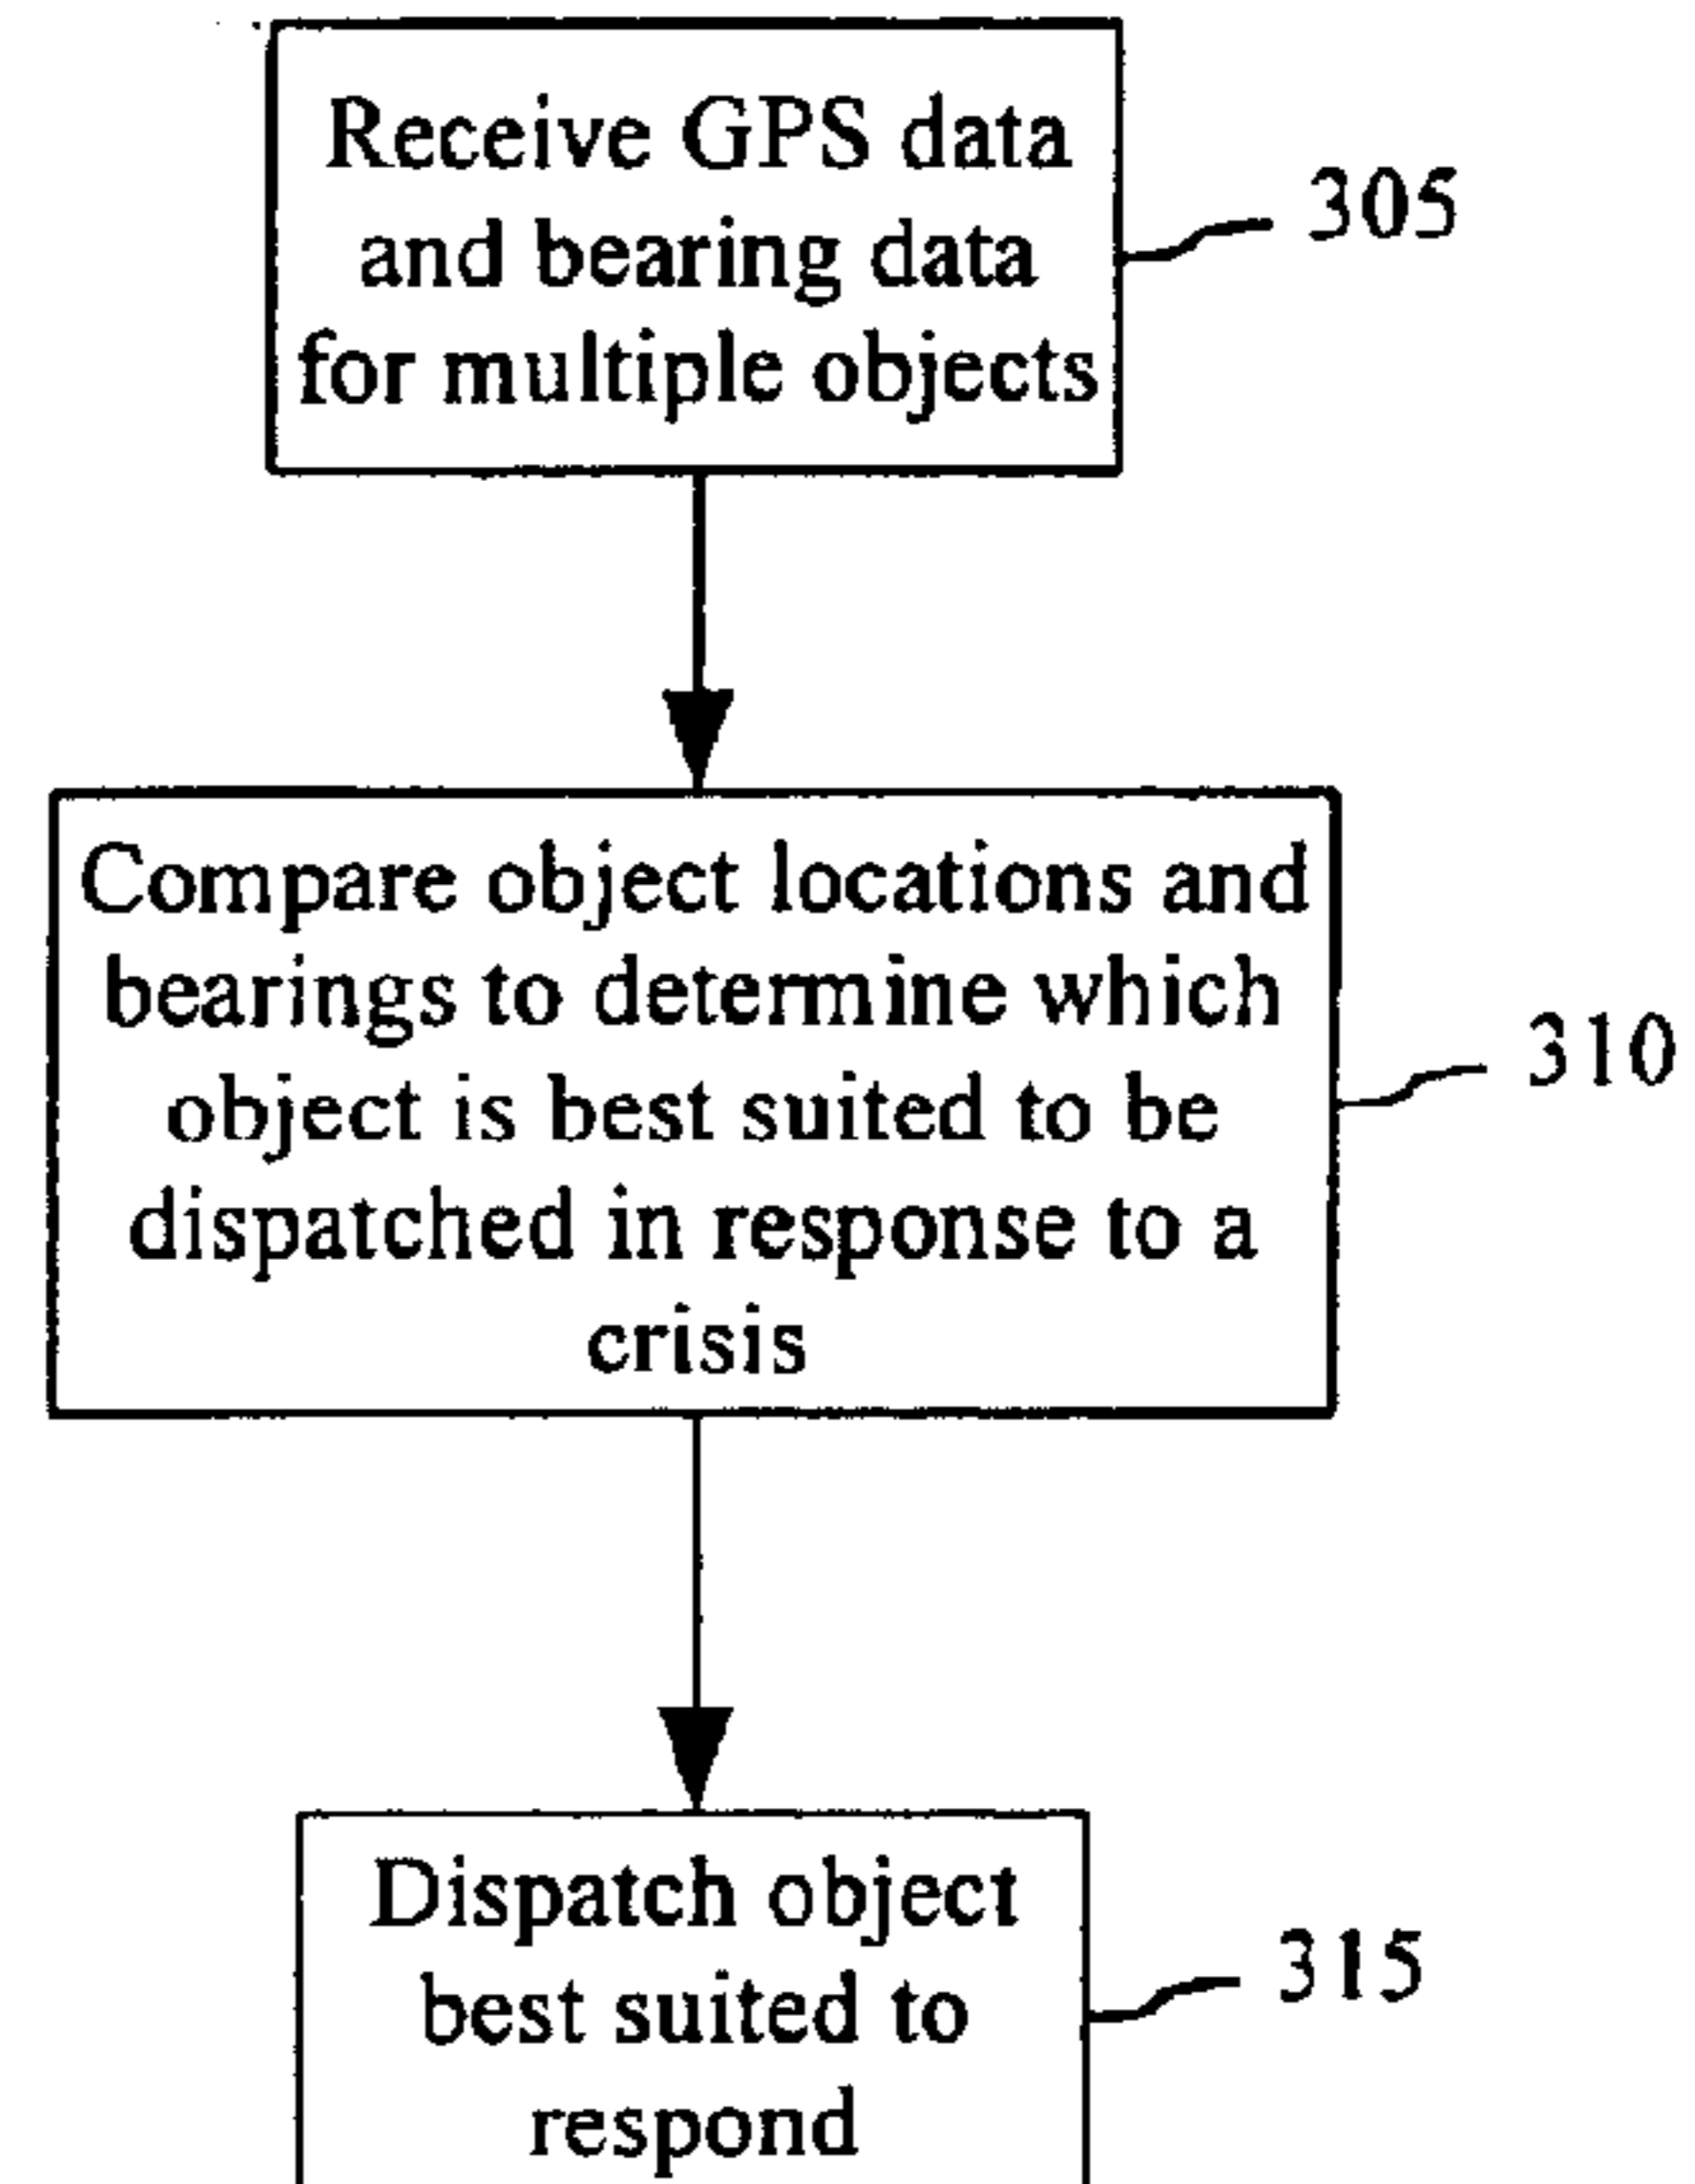 Receive GPS data
and bearing data
for multiple objects
305
Compare object locations and
bearings to determine which
object is best suited to be
dispatched in response to a
crisis
310
Dispatch object
best suited to
respond
315